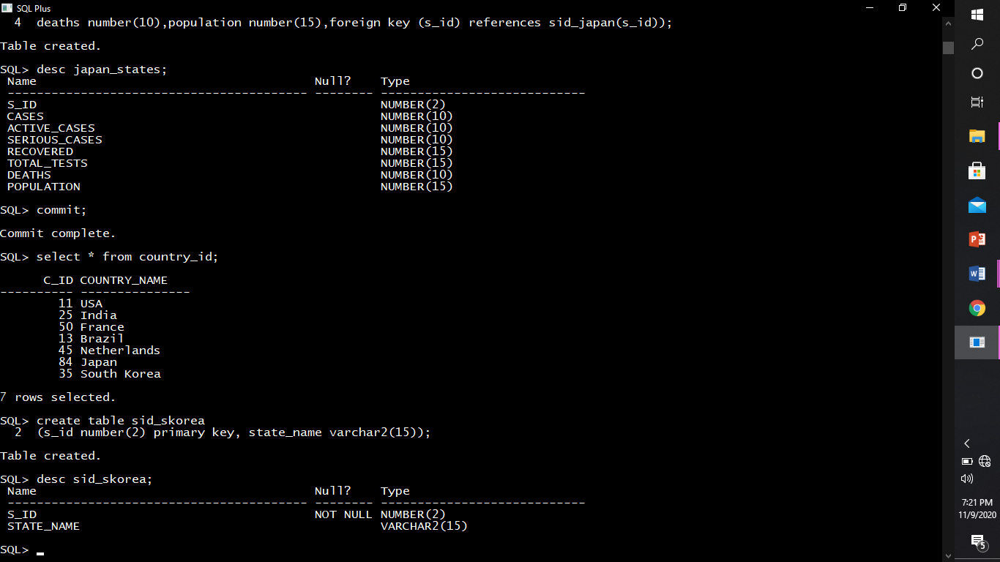 SQL Plus
4 deaths number(10),population number(15),foreign key (s_id) references sid_japan(s_id));
Table created.
SQL> desc japan_states;
Name Null? Type
----------------------------------------- -------- ----------------------------
S_ID NUMBER(2)
CASES NUMBER(10)
ACTIVE_CASES NUMBER(10)
SERIOUS_CASES NUMBER(10)
RECOVERED NUMBER(15)
TOTAL_TESTS NUMBER(15)
DEATHS NUMBER(10)
POPULATION NUMBER(15)
SQL> commit;
Commit complete.
SQL> select * from country_id;
C_ID COUNTRY_NAME
---------- ---------------
11 USA
25 India
50 France
13 Brazil
45 Netherlands
84 Japan
35 South Korea
7 rows selected.
SQL> create table sid_skorea
2 (s_id number(2) primary key, state_name varchar2(15));
Table created.
SQL> desc sid_skorea;
Name Null? Type
----------------------------------------- -------- ----------------------------
S_ID NOT NULL NUMBER(2)
STATE_NAME VARCHAR2(15)
SQL> _
7:21 PM
11/9/2020
5